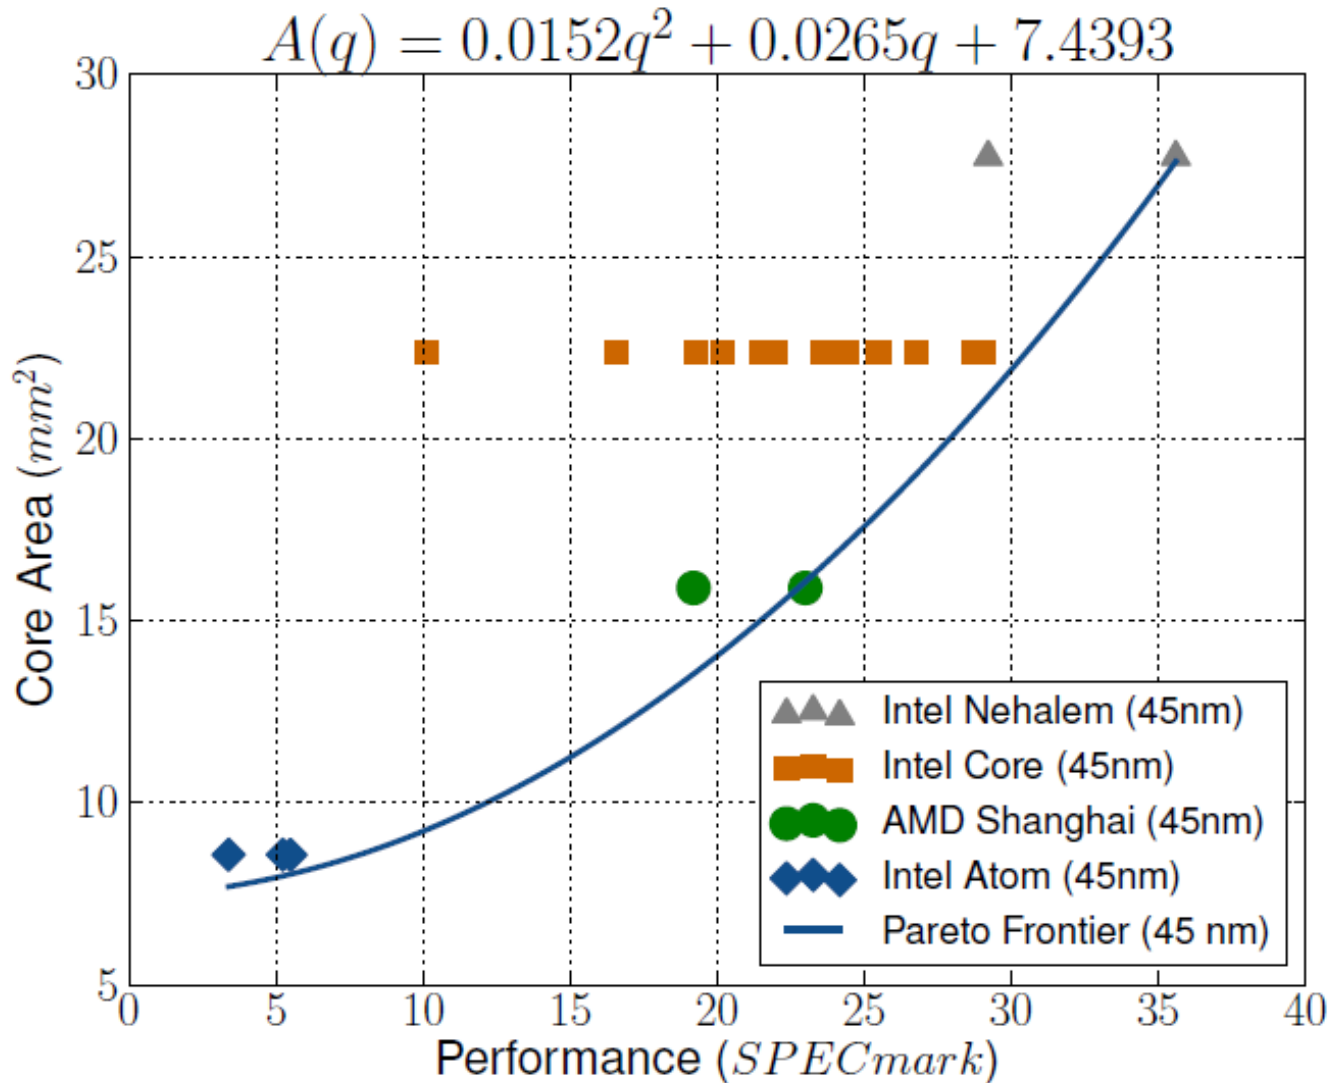 A(q) = 0.0152q² + 0.0265q + 7.4393
30
25
20
15
10
5
Core Area (mm²)
Intel Nehalem (45nm)
Intel Core (45nm)
AMD Shanghai (45nm)
Intel Atom (45nm)
Pareto Frontier (45 nm)
0 5 10 15 20 25 30 35 40
Performance (SPECmark)